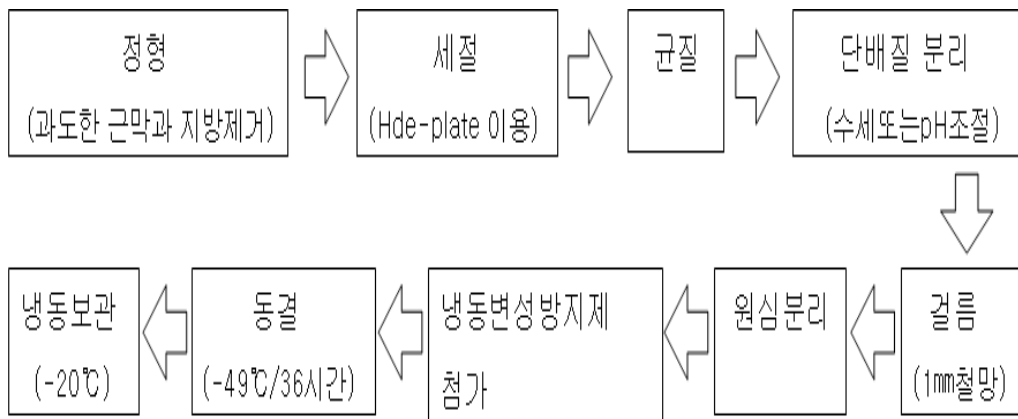 정형
(과도한 근막과 지방제거)
세절
(Hde-plate 이용)
균질
단배질 분리
(수세또는pH조절)
걸름
(1mm철망)
원심분리
냉동변성방지제
첨가
동결
(-49℃/36시간)
냉동보관
(-20℃)